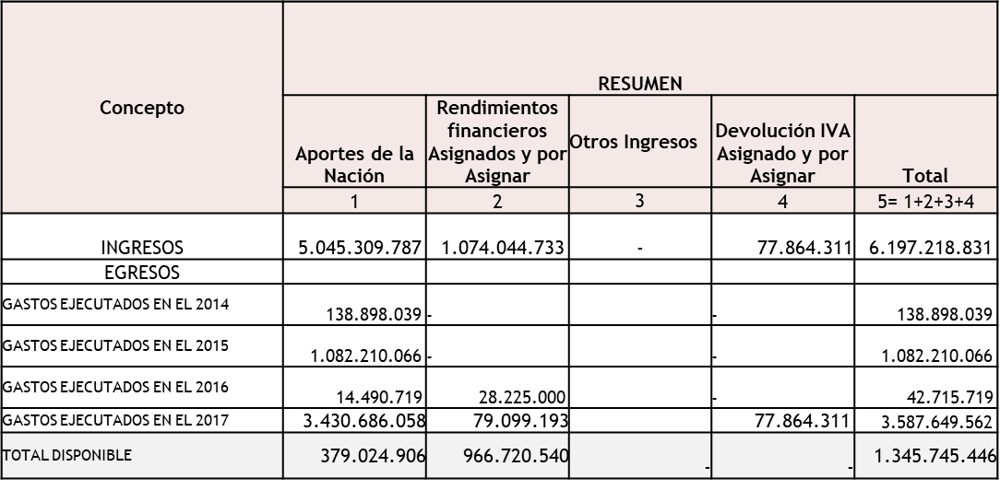 RESUMEN
Concepto
Aportes de la
Nación
Rendimientos
financieros
Asignados y por
Asignar
Otros Ingresos
Devolución IVA
Asignado y por
Asignar
Total
1 2 3 4 5= 1+2+3+4
INGRESOS 5.045.309.787 1.074.044.733 - 77.864.311 6.197.218.831
EGRESOS
GASTOS EJECUTADOS EN EL 2014 138.898.039 - - 138.898.039
GASTOS EJECUTADOS EN EL 2015 1.082.210.066 - - 1.082.210.066
GASTOS EJECUTADOS EN EL 2016 14.490.719 28.225.000 - 42.715.719
GASTOS EJECUTADOS EN EL 2017 3.430.686.058 79.099.193 77.864.311 3.587.649.562
TOTAL DISPONIBLE 379.024.906 966.720.540 - - 1.345.745.446